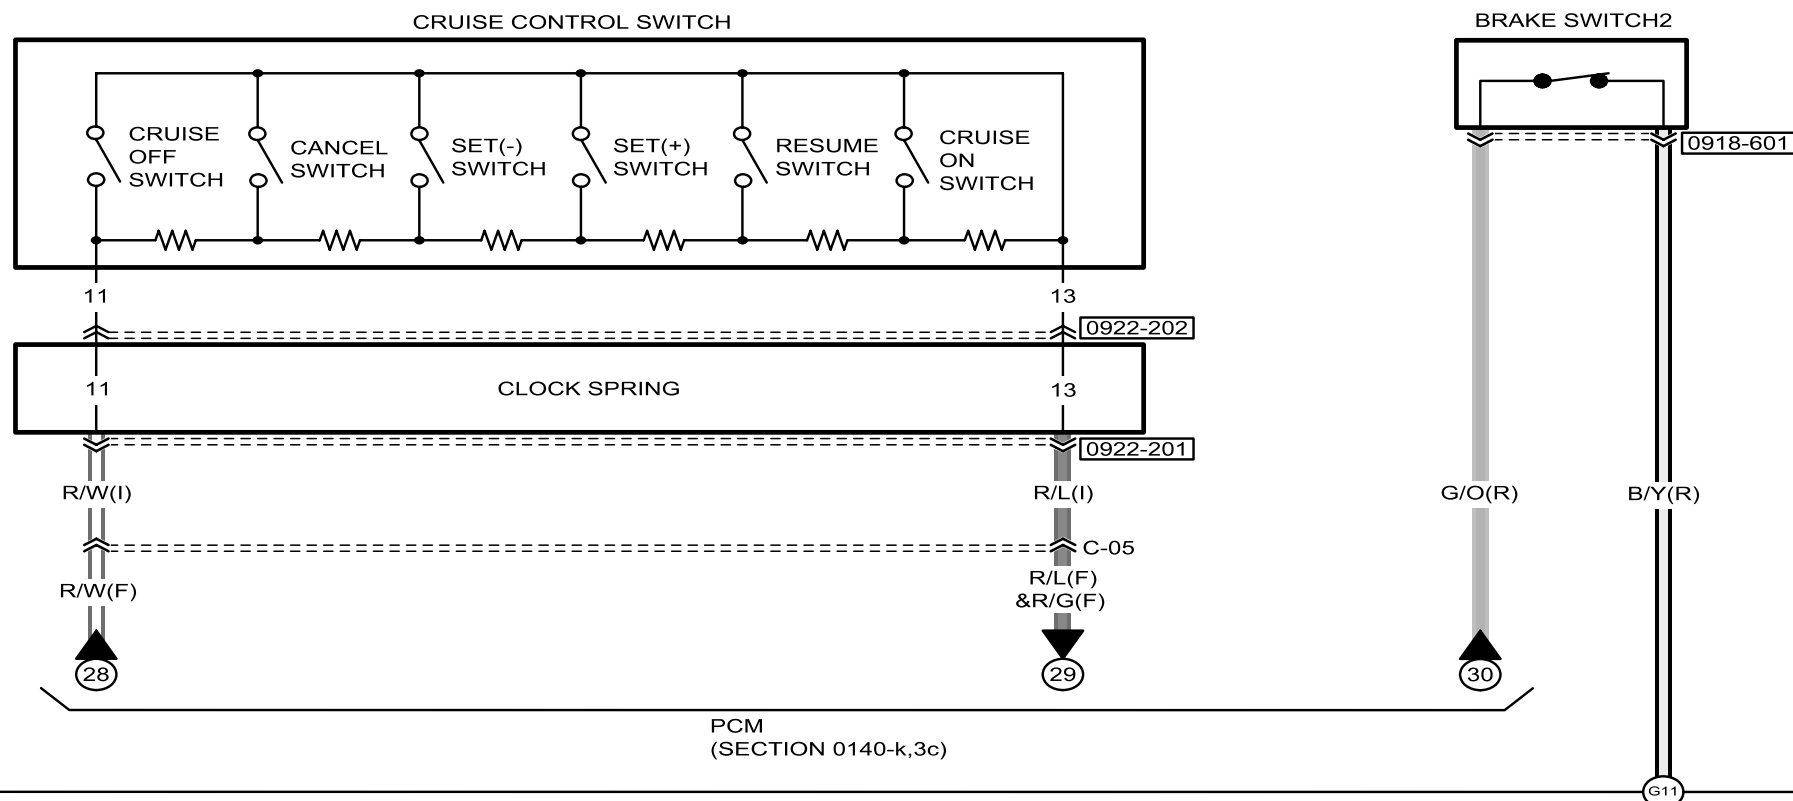 CRUISE CONTROL SWITCH
BRAKE SWITCH2
CRUISE
OFF
SWITCH
CANCEL
SWITCH
SET(-)
SWITCH
SET(+)
SWITCH
RESUME
SWITCH
CRUISE
ON
SWITCH
0918-601
11
13
0922-202
11
CLOCK SPRING
13
0922-201
R/W(I)
R/L(I)
G/O(R)
B/Y(R)
C-05
R/W(F)
R/L(F)
&R/G(F)
28
29
30
PCM
(SECTION 0140-k,3c)
G11